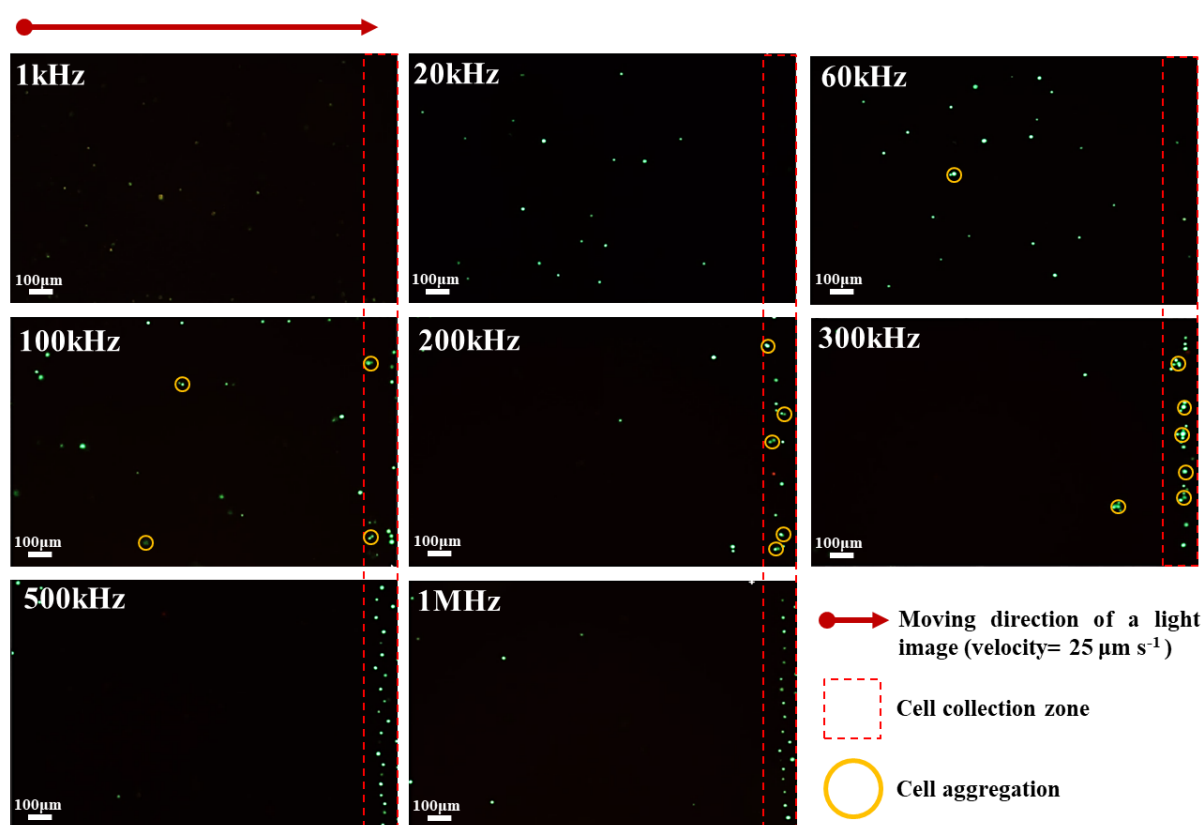 1kHz
20kHz
60kHz
100μm
100μm
100μm
100kHz
200kHz
300kHz
100μm
100μm
100μm
500kHz
1MHz
100μm
100μm
Moving direction of a light
image (velocity= 25 μm s⁻¹)
Cell collection zone
Cell aggregation